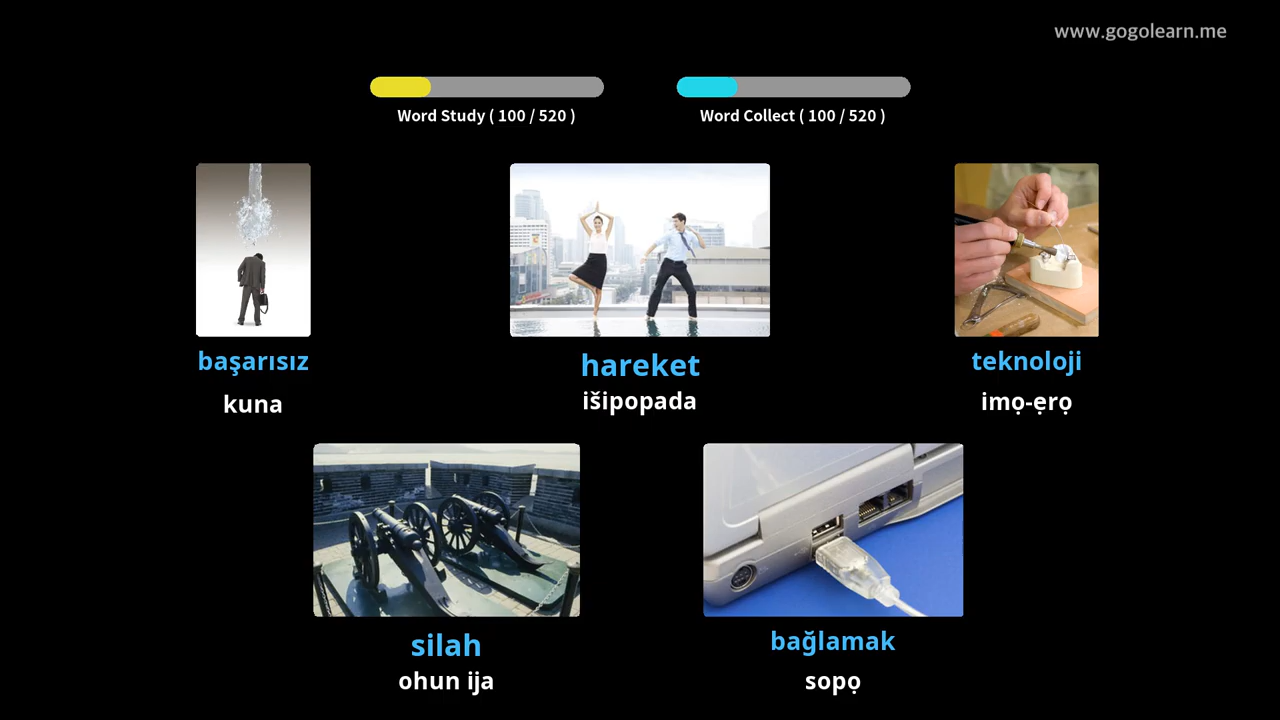 www.gogolearn.me
Word Study ( 100 / 520 )
Word Collect ( 100 / 520 )
başarısız
kuna
hareket
išipopada
teknoloji
imọ-ẹrọ
silah
ohun ija
bağlamak
sopọ